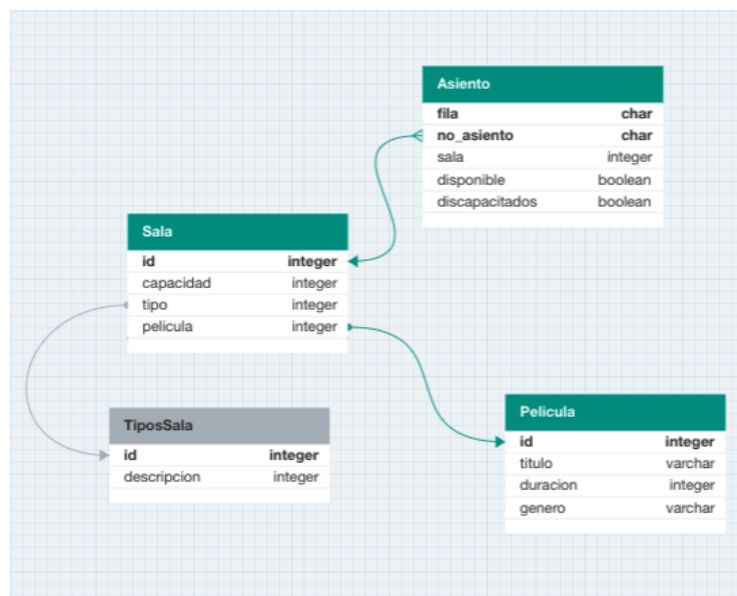 Asiento
fila char
no_asiento char
sala integer
disponible boolean
discapacitados boolean
Sala
id integer
capacidad integer
tipo integer
pelicula integer
TiposSala
id integer
descripcion integer
Pelicula
id integer
titulo varchar
duracion integer
genero varchar